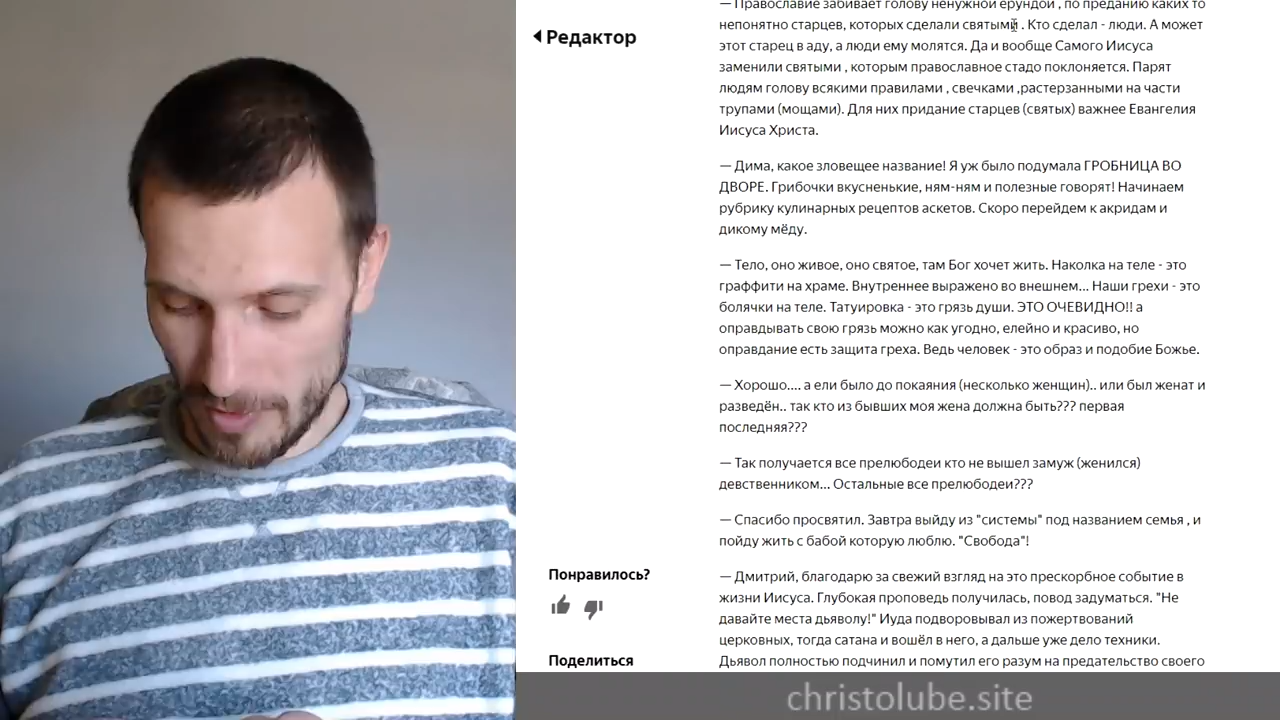 — Православие забивает голову ненужной ерундой , по преданию каких то
непонятно старцев, которых сделали святыми . Кто сделал - люди. А может
этот старец в аду, а люди ему молятся. Да и вообще Самого Иисуса
заменили святыми , которым православное стадо поклоняется. Парят
людям голову всякими правилами , свечками ,растерзанными на части
трупами (мощами). Для них придание старцев (святых) важнее Евангелия
Иисуса Христа.
Редактор
— Дима, какое зловещее название! Я уж было подумала ГРОБНИЦА ВО
ДВОРЕ. Грибочки вкусненькие, ням-ням и полезные говорят! Начинаем
рубрику кулинарных рецептов аскетов. Скоро перейдем к акридам и
дикому мёду.
— Тело, оно живое, оно святое, там Бог хочет жить. Наколка на теле - это
граффити на храме. Внутреннее выражено во внешнем... Наши грехи - это
болячки на теле. Татуировка - это грязь души. ЭТО ОЧЕВИДНО!! а
оправдывать свою грязь можно как угодно, елейно и красиво, но
оправдание есть защита греха. Ведь человек - это образ и подобие Божье.
— Хорошо.... а ели было до покаяния (несколько женщин).. или был женат и
разведён.. так кто из бывших моя жена должна быть??? первая
последняя???
— Так получается все прелюбодеи кто не вышел замуж (женился)
девственником... Остальные все прелюбодеи???
— Спасибо просвятил. Завтра выйду из "системы" под названием семья , и
пойду жить с бабой которую люблю. "Свобода"!
— Дмитрий, благодарю за свежий взгляд на это прескорбное событие в
жизни Иисуса. Глубокая проповедь получилась, повод задуматься. "Не
давайте места дьяволу!" Иуда подворовывал из пожертвований
церковных, тогда сатана и вошёл в него, а дальше уже дело техники.
Дьявол полностью подчинил и помутил его разум на предательство своего
Понравилось?
Поделиться
christolube.site